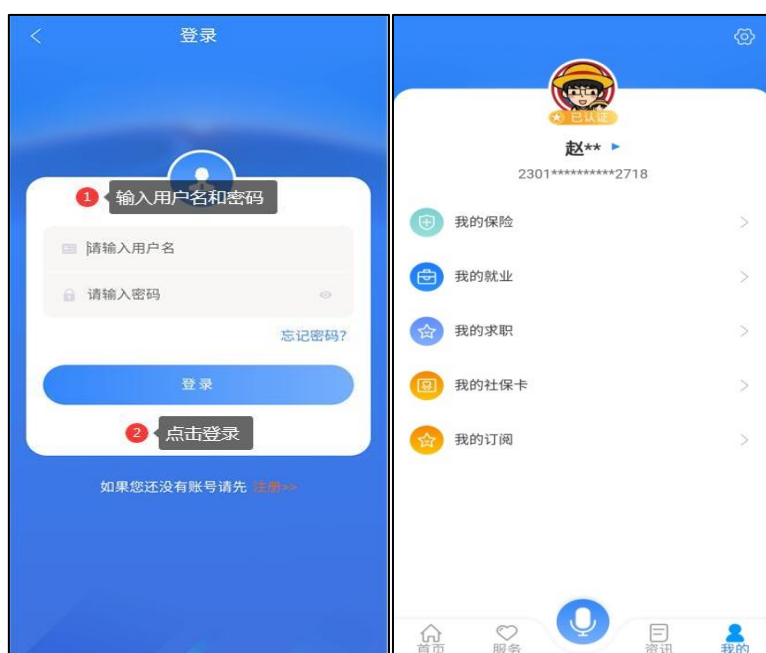 登录
1 输入用户名和密码
请输入用户名
请输入密码
忘记密码?
登录
2 点击登录
如果您还没有账号请先 注册>>
已认证
赵**
2301**********2718
我的保险
我的就业
我的求职
我的社保卡
我的订阅
首页
服务
资讯
我的